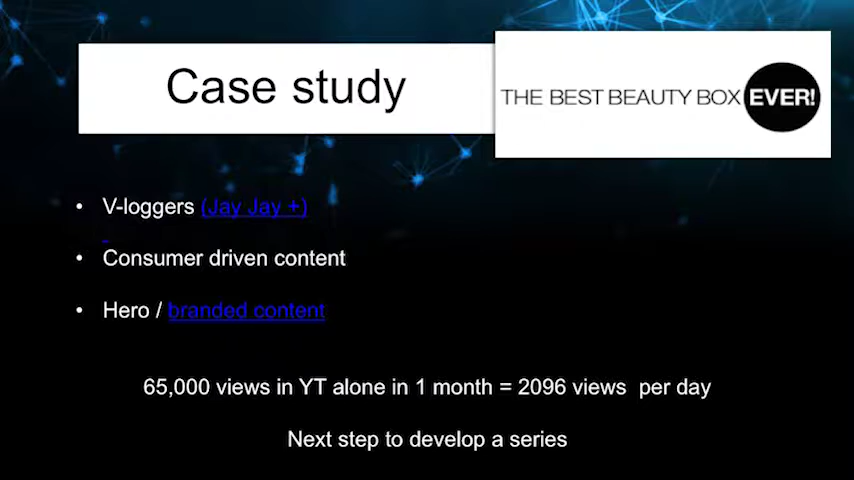 Case study
THE BEST BEAUTY BOX EVER!
• V-loggers (Jay Jay +)
• Consumer driven content
• Hero / branded content
65,000 views in YT alone in 1 month = 2096 views  per day
Next step to develop a series